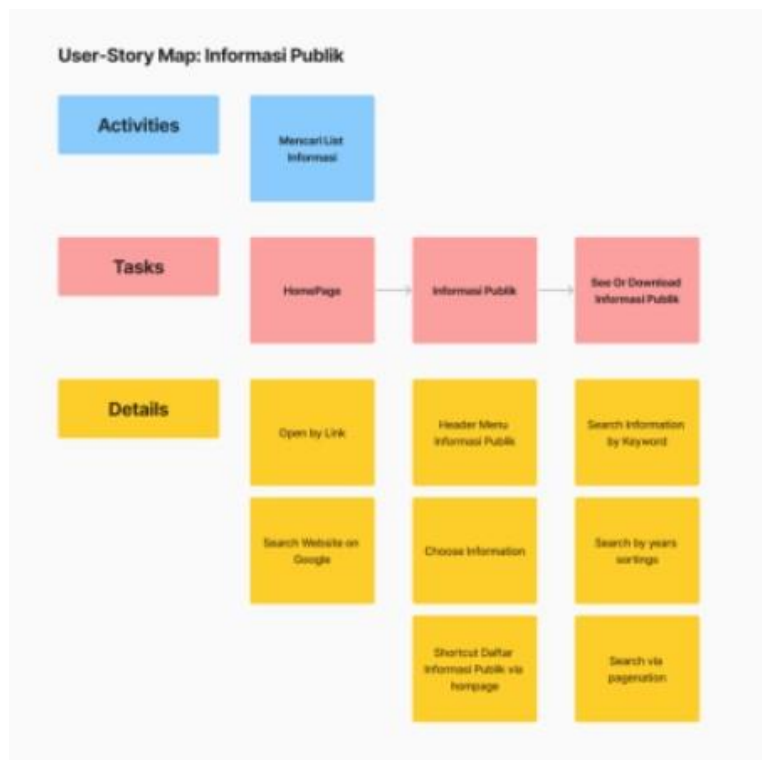 User-Story Map: Informasi Publik
Activities
Mencari List
Informasi
Tasks
HomePage
Informasi Publik
See Or Download
Informasi Publik
Details
Open by Link
Header Menu
Informasi Publik
Search Information
by Keyword
Search Website on
Google
Choose Information
Search by years
sortings
Shortcut Daftar
Informasi Publik via
hompage
Search via
pagenation